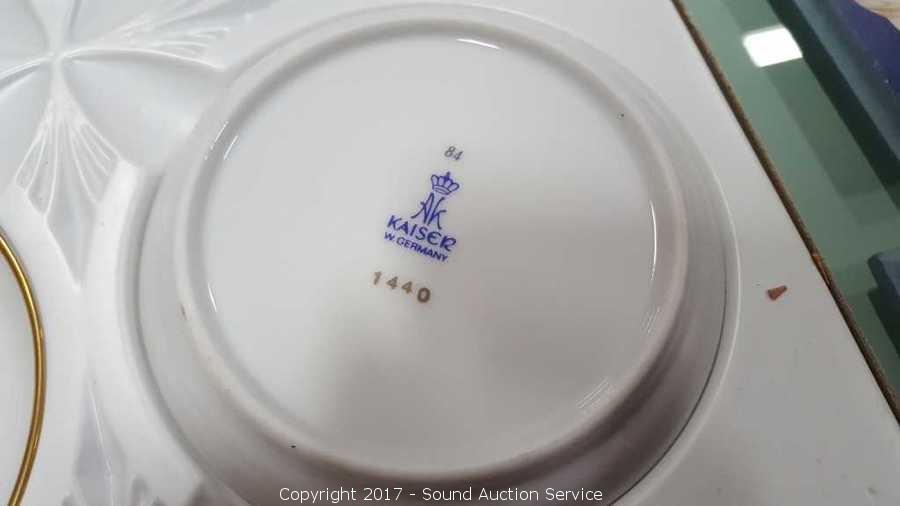 84
AK
KAISER
W. GERMANY
1440
Copyright 2017 - Sound Auction Service